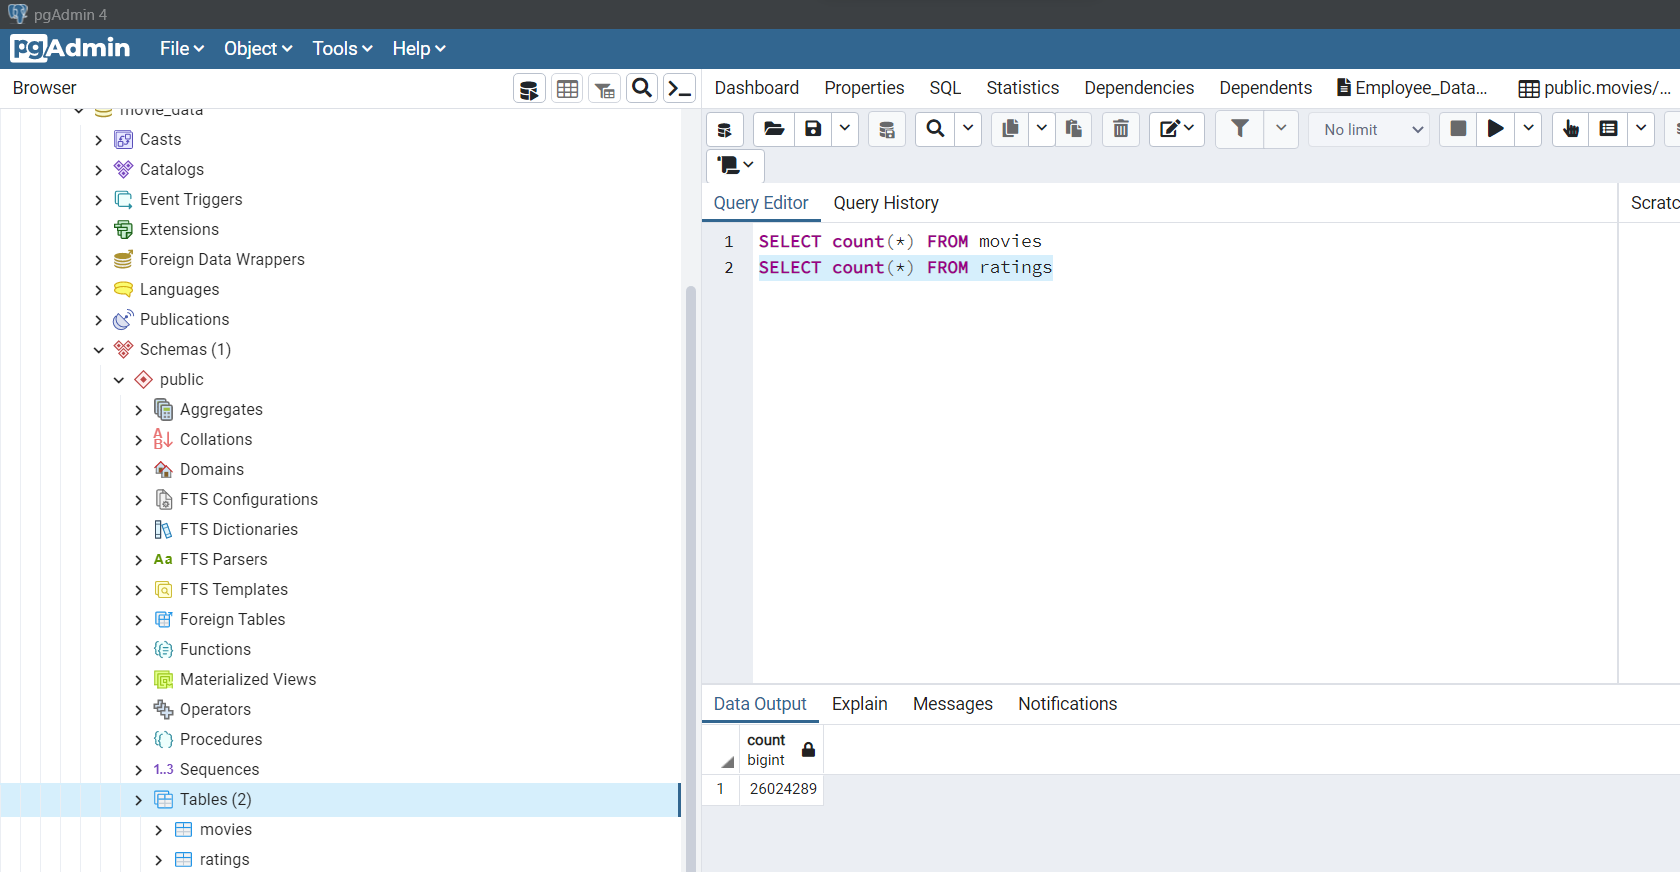 pgAdmin 4
pgAdmin
File
Object
Tools
Help
Browser
Dashboard
Properties
SQL
Statistics
Dependencies
Dependents
Employee_Data...
public.movies/...
No limit
movie_data
Casts
Catalogs
Event Triggers
Extensions
Foreign Data Wrappers
Languages
Publications
Schemas (1)
public
Aggregates
Collations
Domains
FTS Configurations
FTS Dictionaries
Aa FTS Parsers
FTS Templates
Foreign Tables
Functions
Materialized Views
Operators
Procedures
1..3 Sequences
Tables (2)
movies
ratings
Query Editor
Query History
Scratc
1 SELECT count(*) FROM movies
2 SELECT count(*) FROM ratings
Data Output
Explain
Messages
Notifications
count
bigint
1 26024289